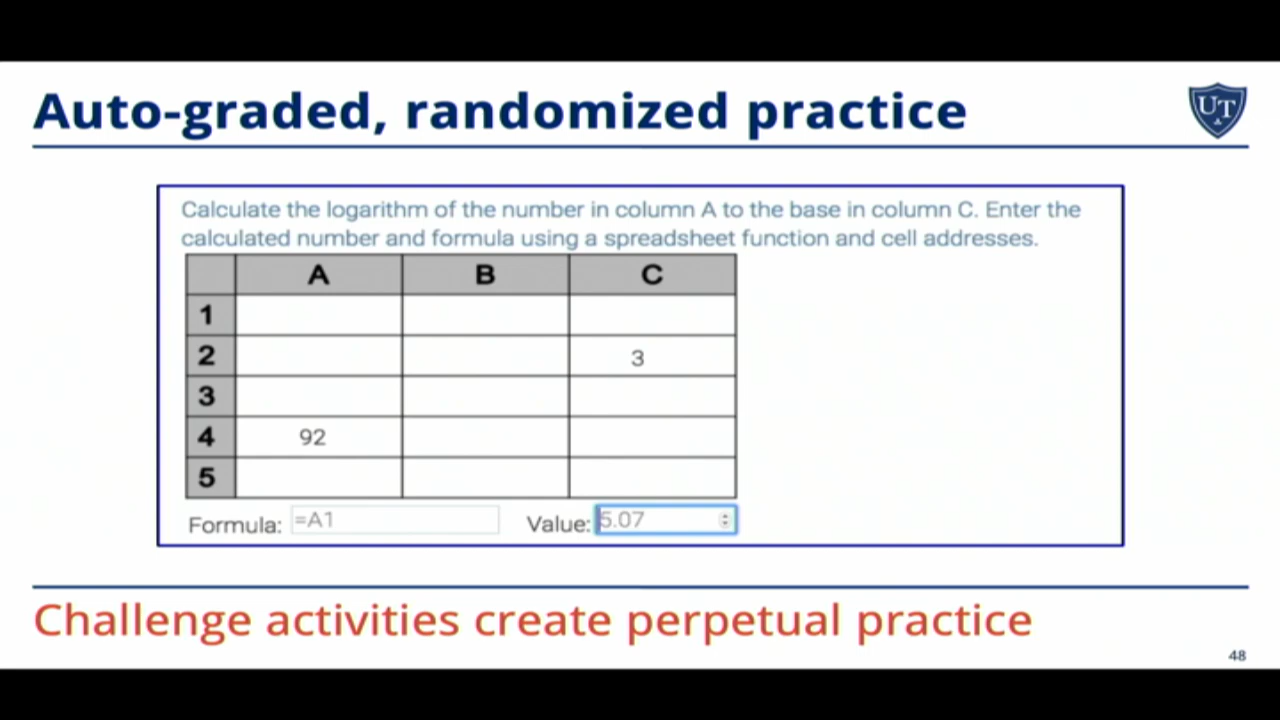 Auto-graded, randomized practice
UT
Calculate the logarithm of the number in column A to the base in column C. Enter the
calculated number and formula using a spreadsheet function and cell addresses.
A B C
1
2 3
3
4 92
5
Formula: =A1 Value: 5.07
Challenge activities create perpetual practice
48